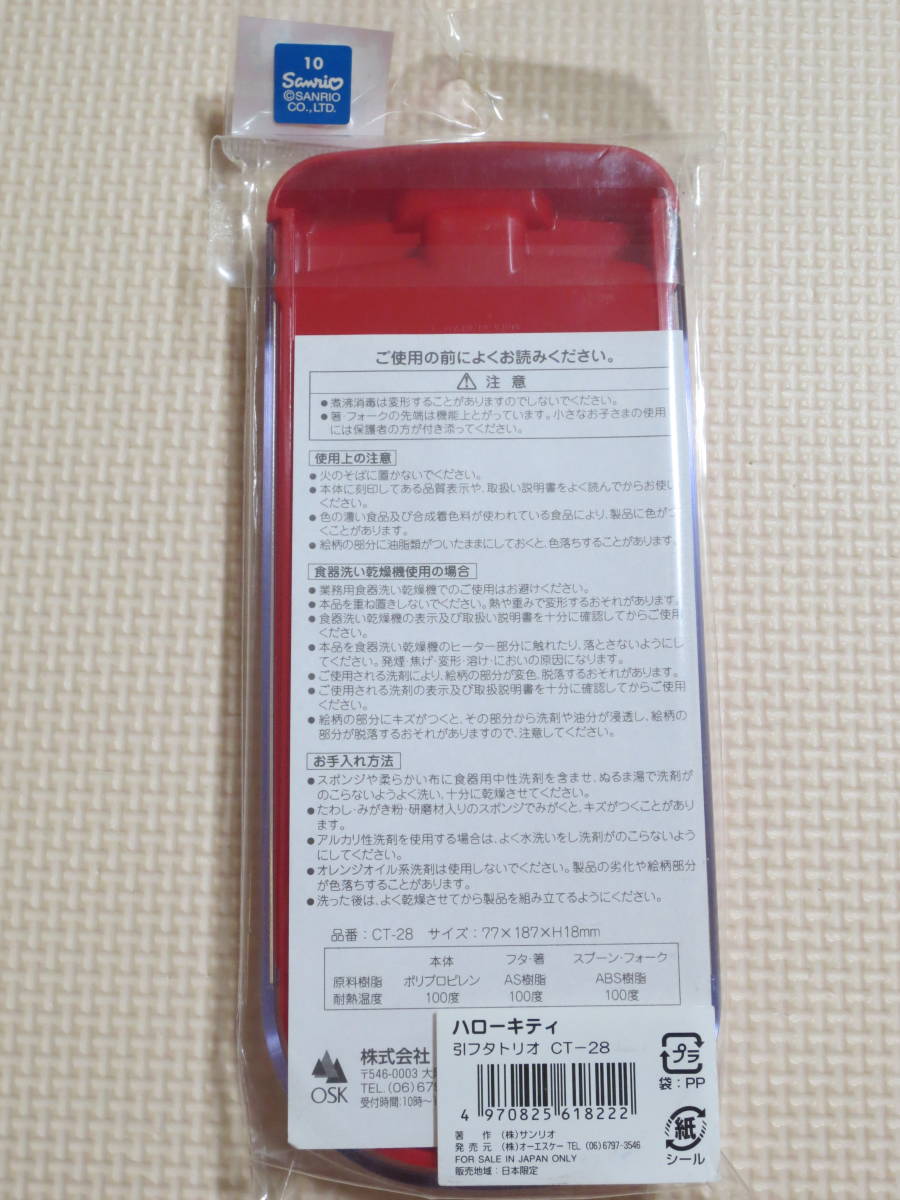 10
Sanrio
©SANRIO
CO.,LTD.
ご使用の前によくお読みください。
⚠ 注 意
●煮沸消毒は変形することがありますのでしないでください。
●箸・フォークの先端は機能上とがっています。小さなお子さまの使用
には保護者の方が付き添ってください。
使用上の注意
●火のそばに置かないでください。
●本体に刻印してある品質表示や、取扱い説明書をよく読んでからお使い
ください。
●色の濃い食品及び合成着色料が使われている食品により、製品に色がつ
くことがあります。
●絵柄の部分に油脂類がついたままにしておくと、色落ちすることがあります。
食器洗い乾燥機使用の場合
●業務用食器洗い乾燥機でのご使用はお避けください。
●本品を重ね置きしないでください。熱や重みで変形するおそれがあります。
●食器洗い乾燥機の表示及び取扱い説明書を十分に確認してからご使用
ください。
●本品を食器洗い乾燥機のヒーター部分に触れたり、落とさないようにし
てください。発煙・焦げ・変形・溶け・においの原因になります。
●ご使用される洗剤により、絵柄の部分が変色、脱落するおそれがあります。
●ご使用される洗剤の表示及び取扱説明書を十分に確認してからご使用
ください。
●絵柄の部分にキズがつくと、その部分から洗剤や油分が浸透し、絵柄の
部分が脱落するおそれがありますので、注意してください。
お手入れ方法
●スポンジや柔らかい布に食器用中性洗剤を含ませ、ぬるま湯で洗剤が
のこらないようよく洗い、十分に乾燥させてください。
●たわし・みがき粉・研磨材入りのスポンジでみがくと、キズがつくことがあり
ます。
●アルカリ性洗剤を使用する場合は、よく水洗いをし洗剤がのこらないよう
にしてください。
●オレンジオイル系洗剤は使用しないでください。製品の劣化や絵柄部分
が色落ちすることがあります。
●洗った後は、よく乾燥させてから製品を組み立てるようにください。
品番：CT-28 サイズ：77×187×H18mm
本体 フタ・箸 スプーン・フォーク
原料樹脂 ポリプロピレン AS樹脂 ABS樹脂
耐熱温度 100度 100度 100度
OSK
株式会社
〒546-0003 大
TEL.(06)679
受付時間:10時～
ハローキティ
引フタトリオ CT-28
4 970825 618222
著 作 (株)サンリオ
発 売 元 (株)オーエスケー TEL (06)6797-3546
FOR SALE IN JAPAN ONLY
販売地域：日本限定
プラ
袋：PP
紙
シール